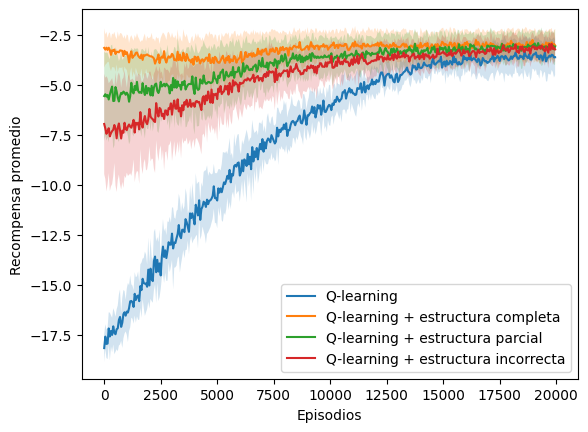 −2.5
−5.0
−7.5
−10.0
−12.5
−15.0
−17.5
Recompensa promedio
Q-learning
Q-learning + estructura completa
Q-learning + estructura parcial
Q-learning + estructura incorrecta
0 2500 5000 7500 10000 12500 15000 17500 20000
Episodios